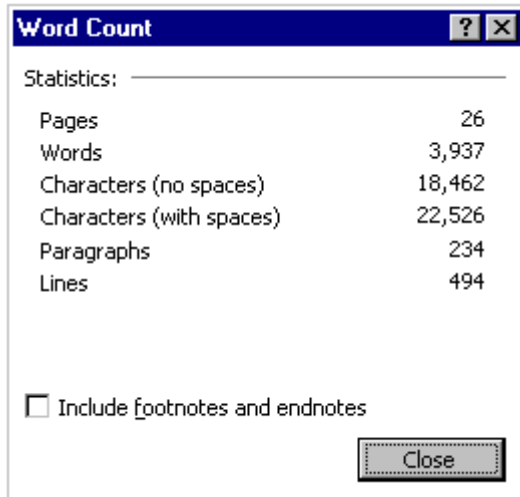 Word Count
Statistics:
Pages 26
Words 3,937
Characters (no spaces) 18,462
Characters (with spaces) 22,526
Paragraphs 234
Lines 494
Include footnotes and endnotes
Close